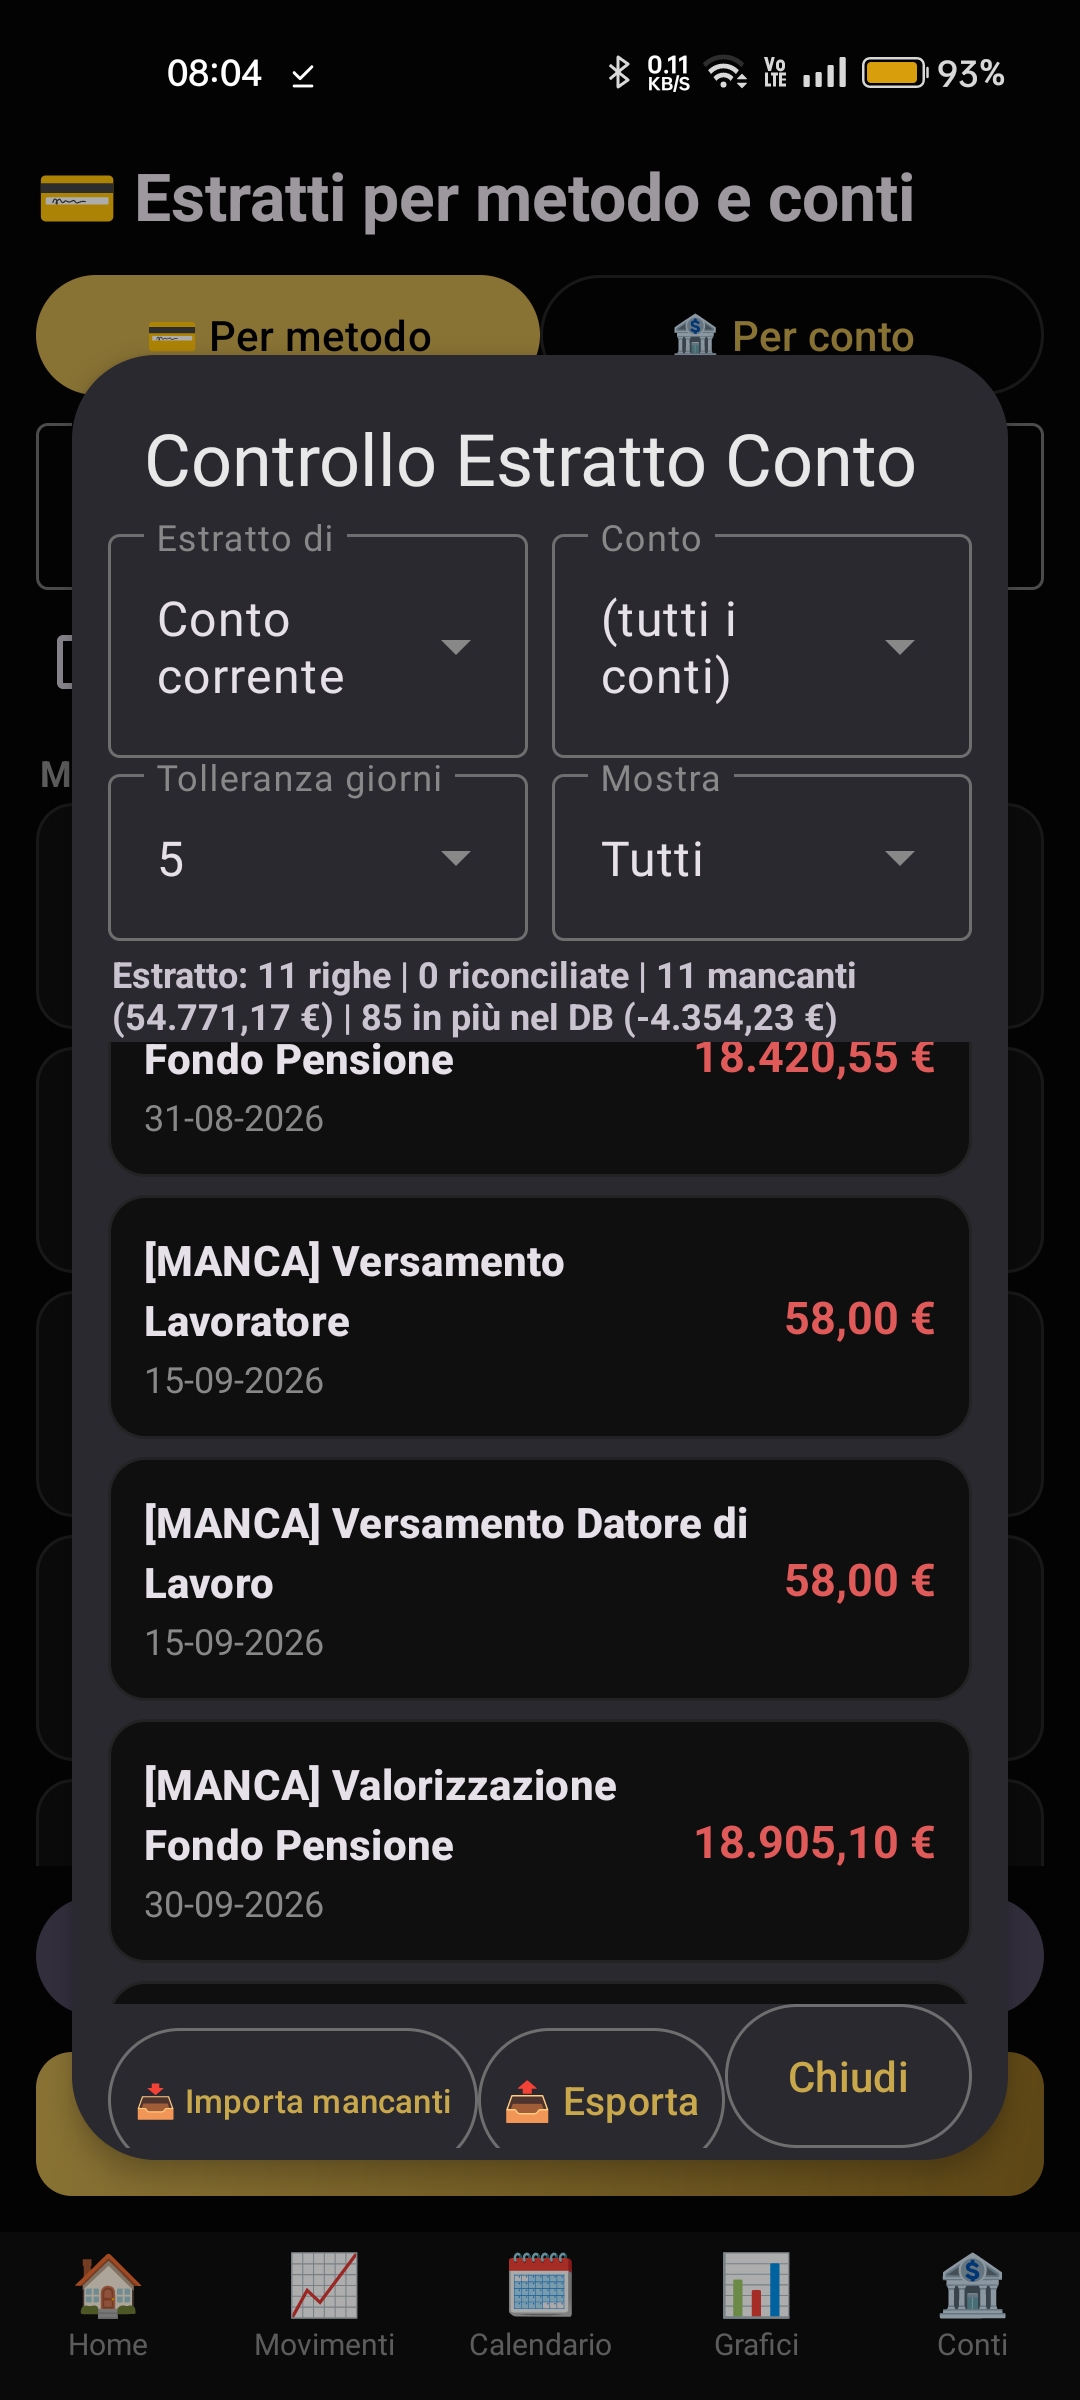 08:04
0.11 KB/S
Vo LTE
93%
Estratti per metodo e conti
Per metodo
Per conto
M
Controllo Estratto Conto
Estratto di
Conto
Conto corrente
(tutti i conti)
Tolleranza giorni
Mostra
5
Tutti
Estratto: 11 righe | 0 riconciliate | 11 mancanti
(54.771,17 €) | 85 in più nel DB (-4.354,23 €)
Fondo Pensione
18.420,55 €
31-08-2026
[MANCA] Versamento
Lavoratore
58,00 €
15-09-2026
[MANCA] Versamento Datore di
Lavoro
58,00 €
15-09-2026
[MANCA] Valorizzazione
Fondo Pensione
18.905,10 €
30-09-2026
Importa mancanti
Esporta
Chiudi
Home
Movimenti
Calendario
Grafici
Conti